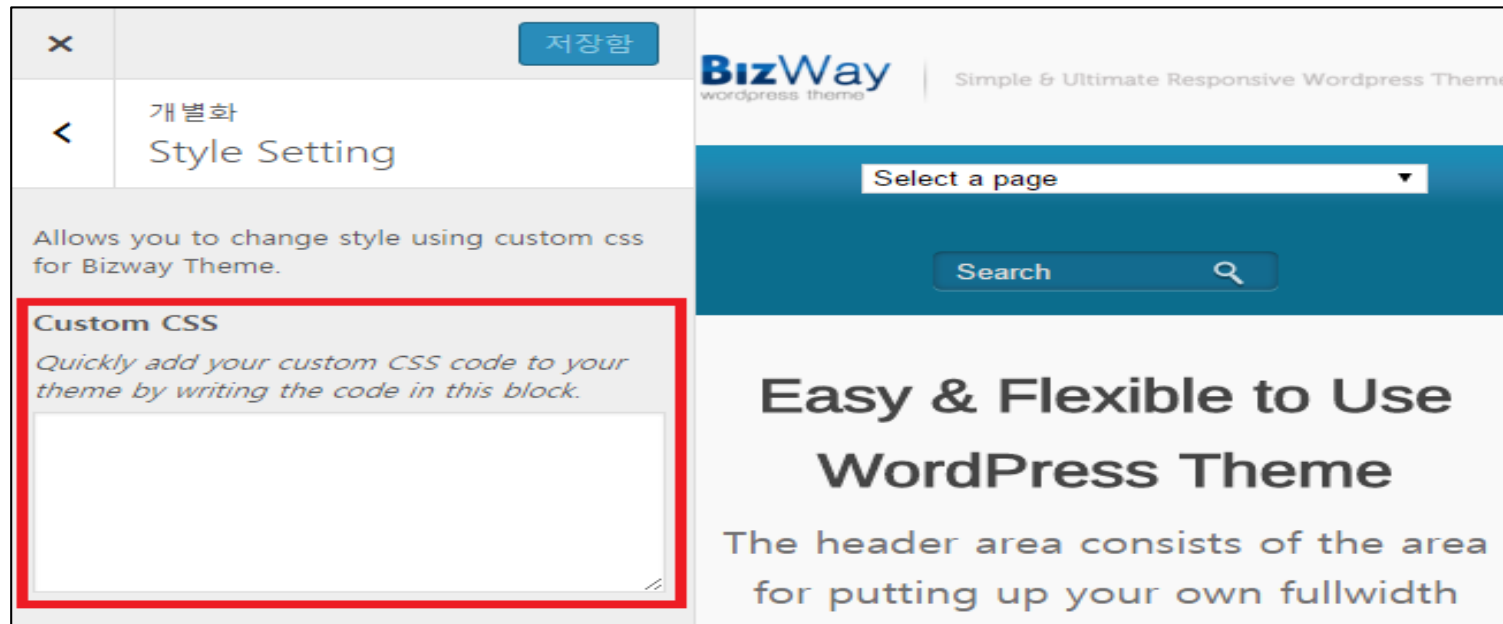 ×
저장함
<
개별화
Style Setting
Allows you to change style using custom css
for Bizway Theme.
Custom CSS
Quickly add your custom CSS code to your
theme by writing the code in this block.
BizWay
wordpress theme
Simple & Ultimate Responsive Wordpress Theme
Select a page
Search
Easy & Flexible to Use
WordPress Theme
The header area consists of the area
for putting up your own fullwidth